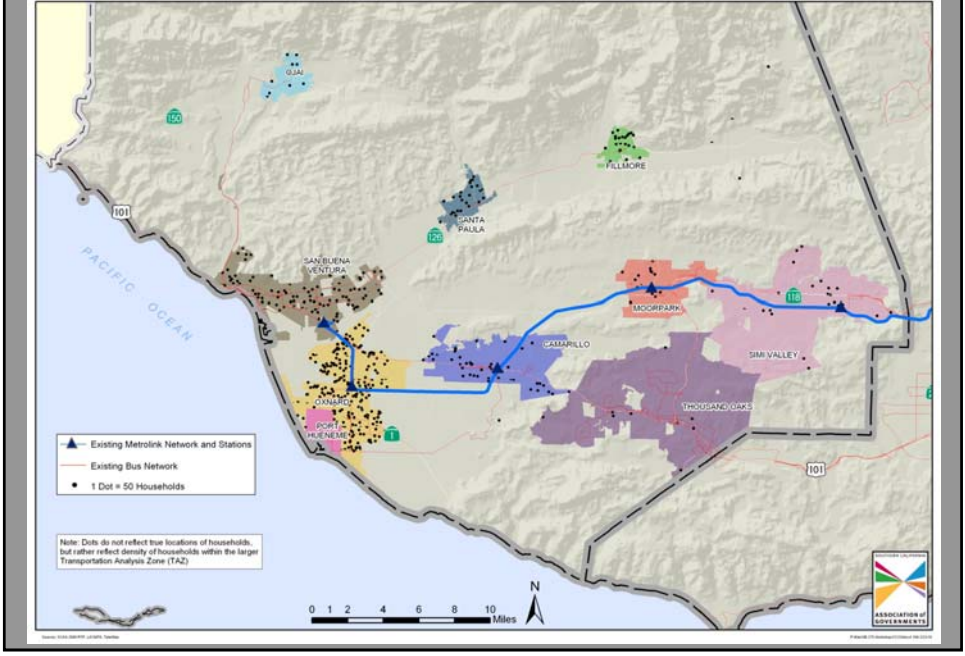 OJAI
150
FILLMORE
101
SANTA
PAULA
126
PACIFIC OCEAN
SAN BUENA
VENTURA
MOORPARK
118
SIMI VALLEY
CAMARILLO
THOUSAND OAKS
OXNARD
PORT
HUENEME
1
101
Existing Metrolink Network and Stations
Existing Bus Network
1 Dot = 50 Households
Note: Dots do not reflect true locations of households,
but rather reflect density of households within the larger
Transportation Analysis Zone (TAZ)
N
0 1 2 4 6 8 10
Miles
SOUTHERN CALIFORNIA
ASSOCIATION of
GOVERNMENTS